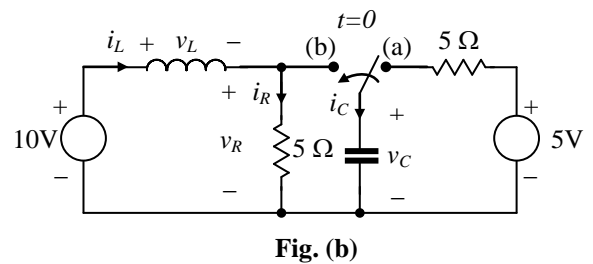 t=0
i_L + v_L − (b) (a) 5 Ω
+ i_R i_C +
+ +
10V v_R 5 Ω v_C 5V
− − − −
Fig. (b)